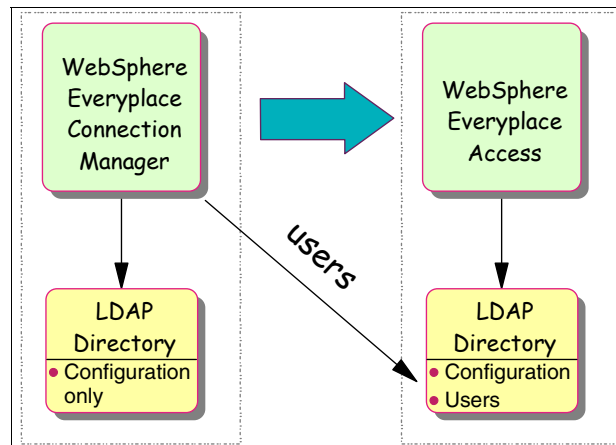 WebSphere
Everyplace
Connection
Manager
WebSphere
Everyplace
Access
users
LDAP
Directory
• Configuration
only
LDAP
Directory
• Configuration
• Users